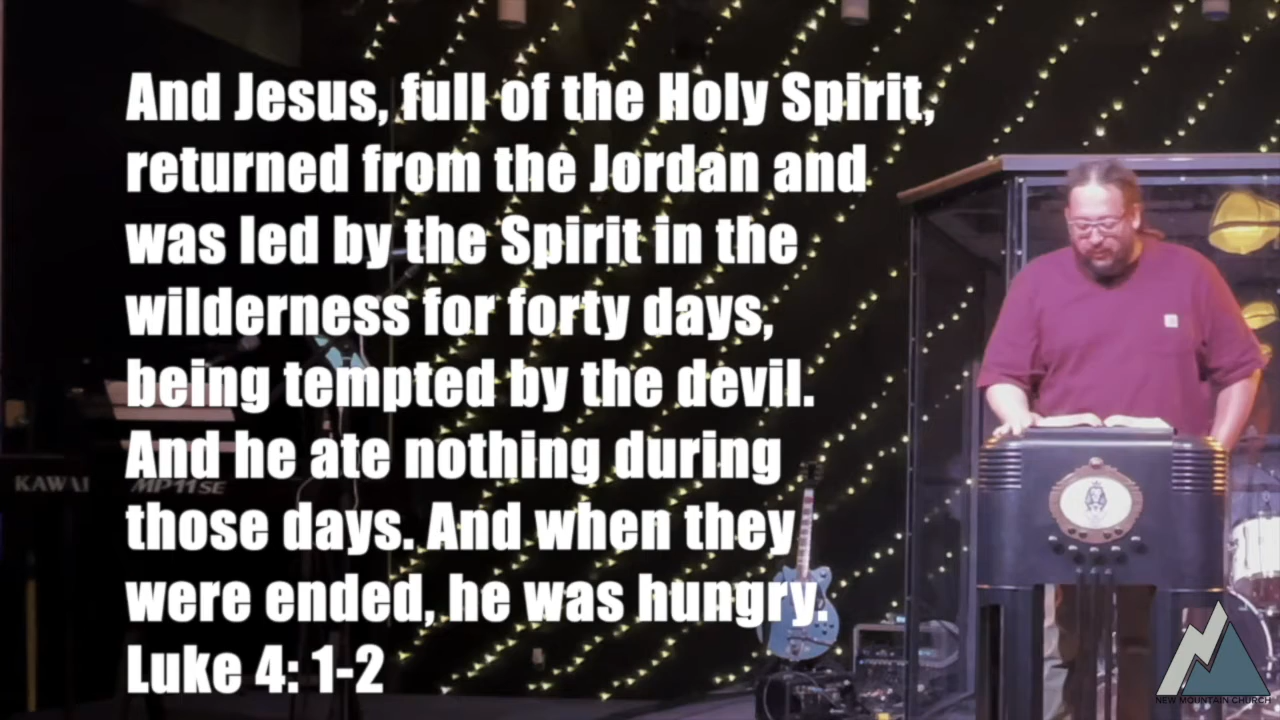 And Jesus, full of the Holy Spirit,
returned from the Jordan and
was led by the Spirit in the
wilderness for forty days,
being tempted by the devil.
And he ate nothing during
those days. And when they
were ended, he was hungry.
Luke 4: 1-2
KAWAI
MP11SE
NEW MOUNTAIN CHURCH